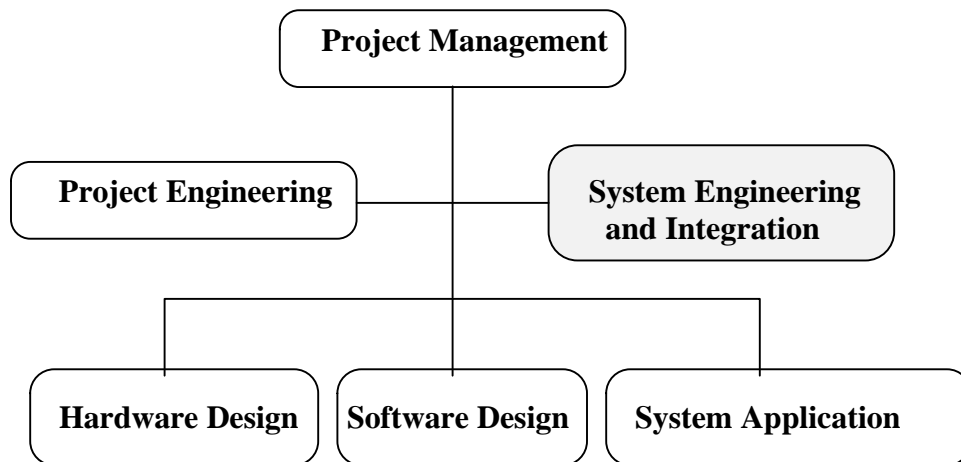 Project Management
Project Engineering
System Engineering
and Integration
Hardware Design
Software Design
System Application